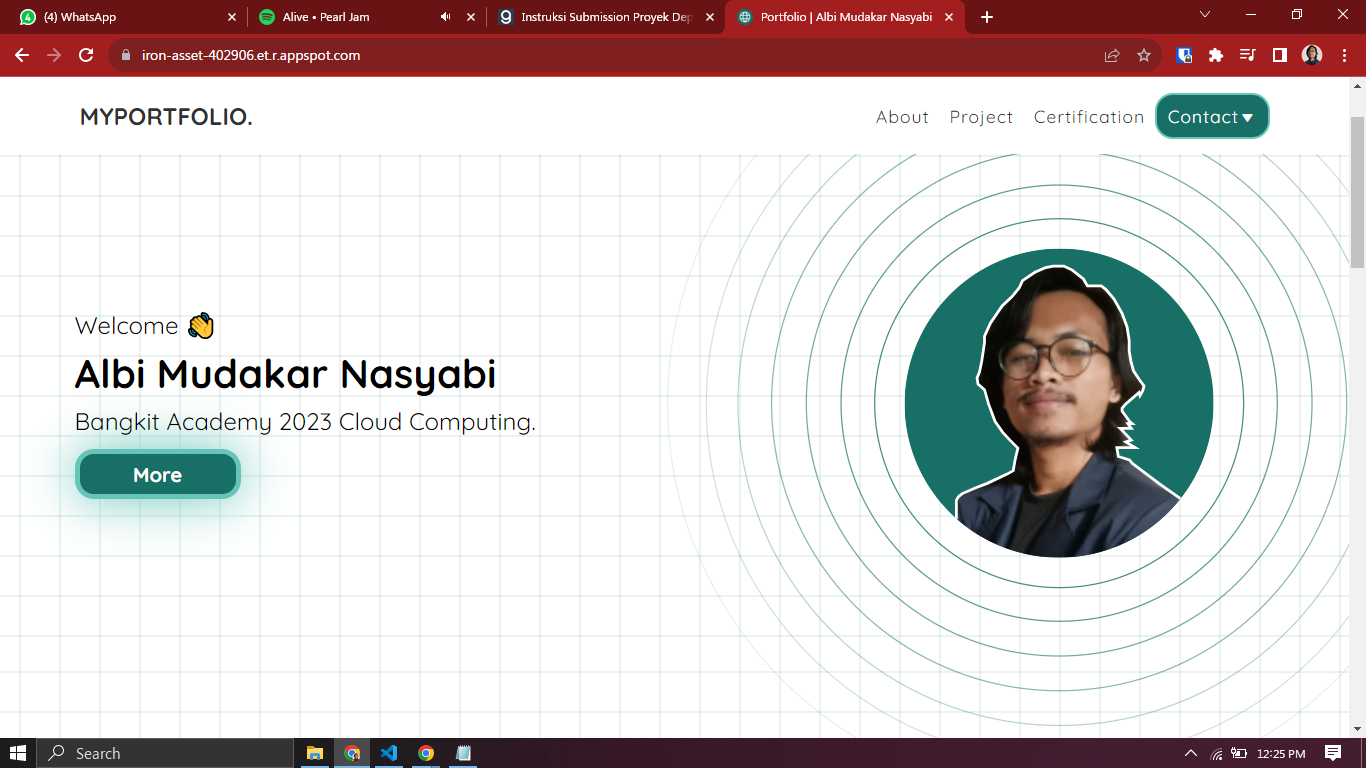 (4) WhatsApp
Alive • Pearl Jam
Instruksi Submission Proyek Dep
Portfolio | Albi Mudakar Nasyabi
iron-asset-402906.et.r.appspot.com
MYPORTFOLIO.
About
Project
Certification
Contact
Welcome 👋
Albi Mudakar Nasyabi
Bangkit Academy 2023 Cloud Computing.
More
Search
12:25 PM